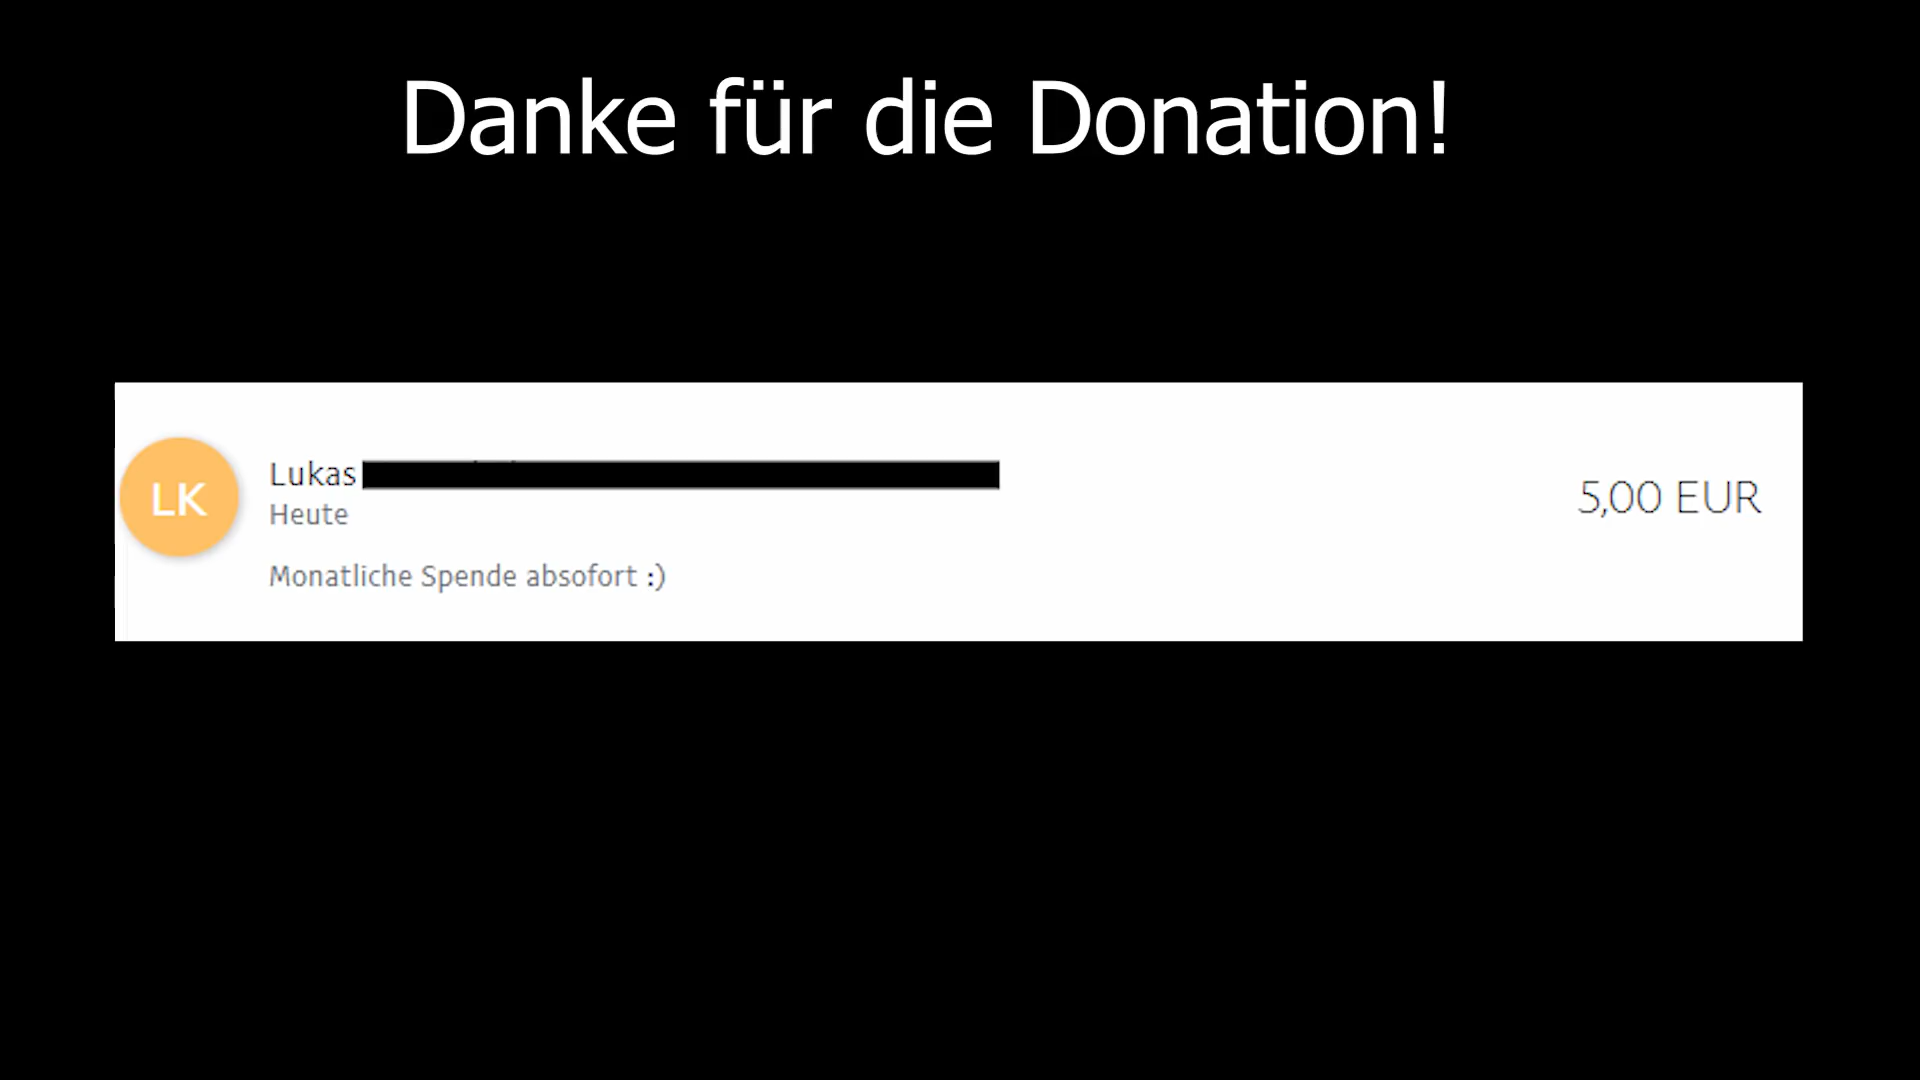 Danke für die Donation!
LK
Lukas
Heute
5,00 EUR
Monatliche Spende absofort :)